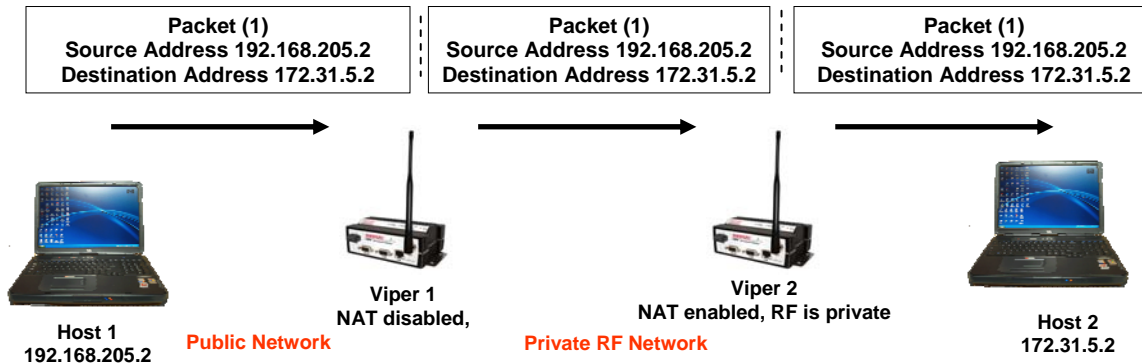 Packet (1)
Source Address 192.168.205.2
Destination Address 172.31.5.2
Packet (1)
Source Address 192.168.205.2
Destination Address 172.31.5.2
Packet (1)
Source Address 192.168.205.2
Destination Address 172.31.5.2
Host 1
192.168.205.2
Public Network
Viper 1
NAT disabled,
Private RF Network
Viper 2
NAT enabled, RF is private
Host 2
172.31.5.2